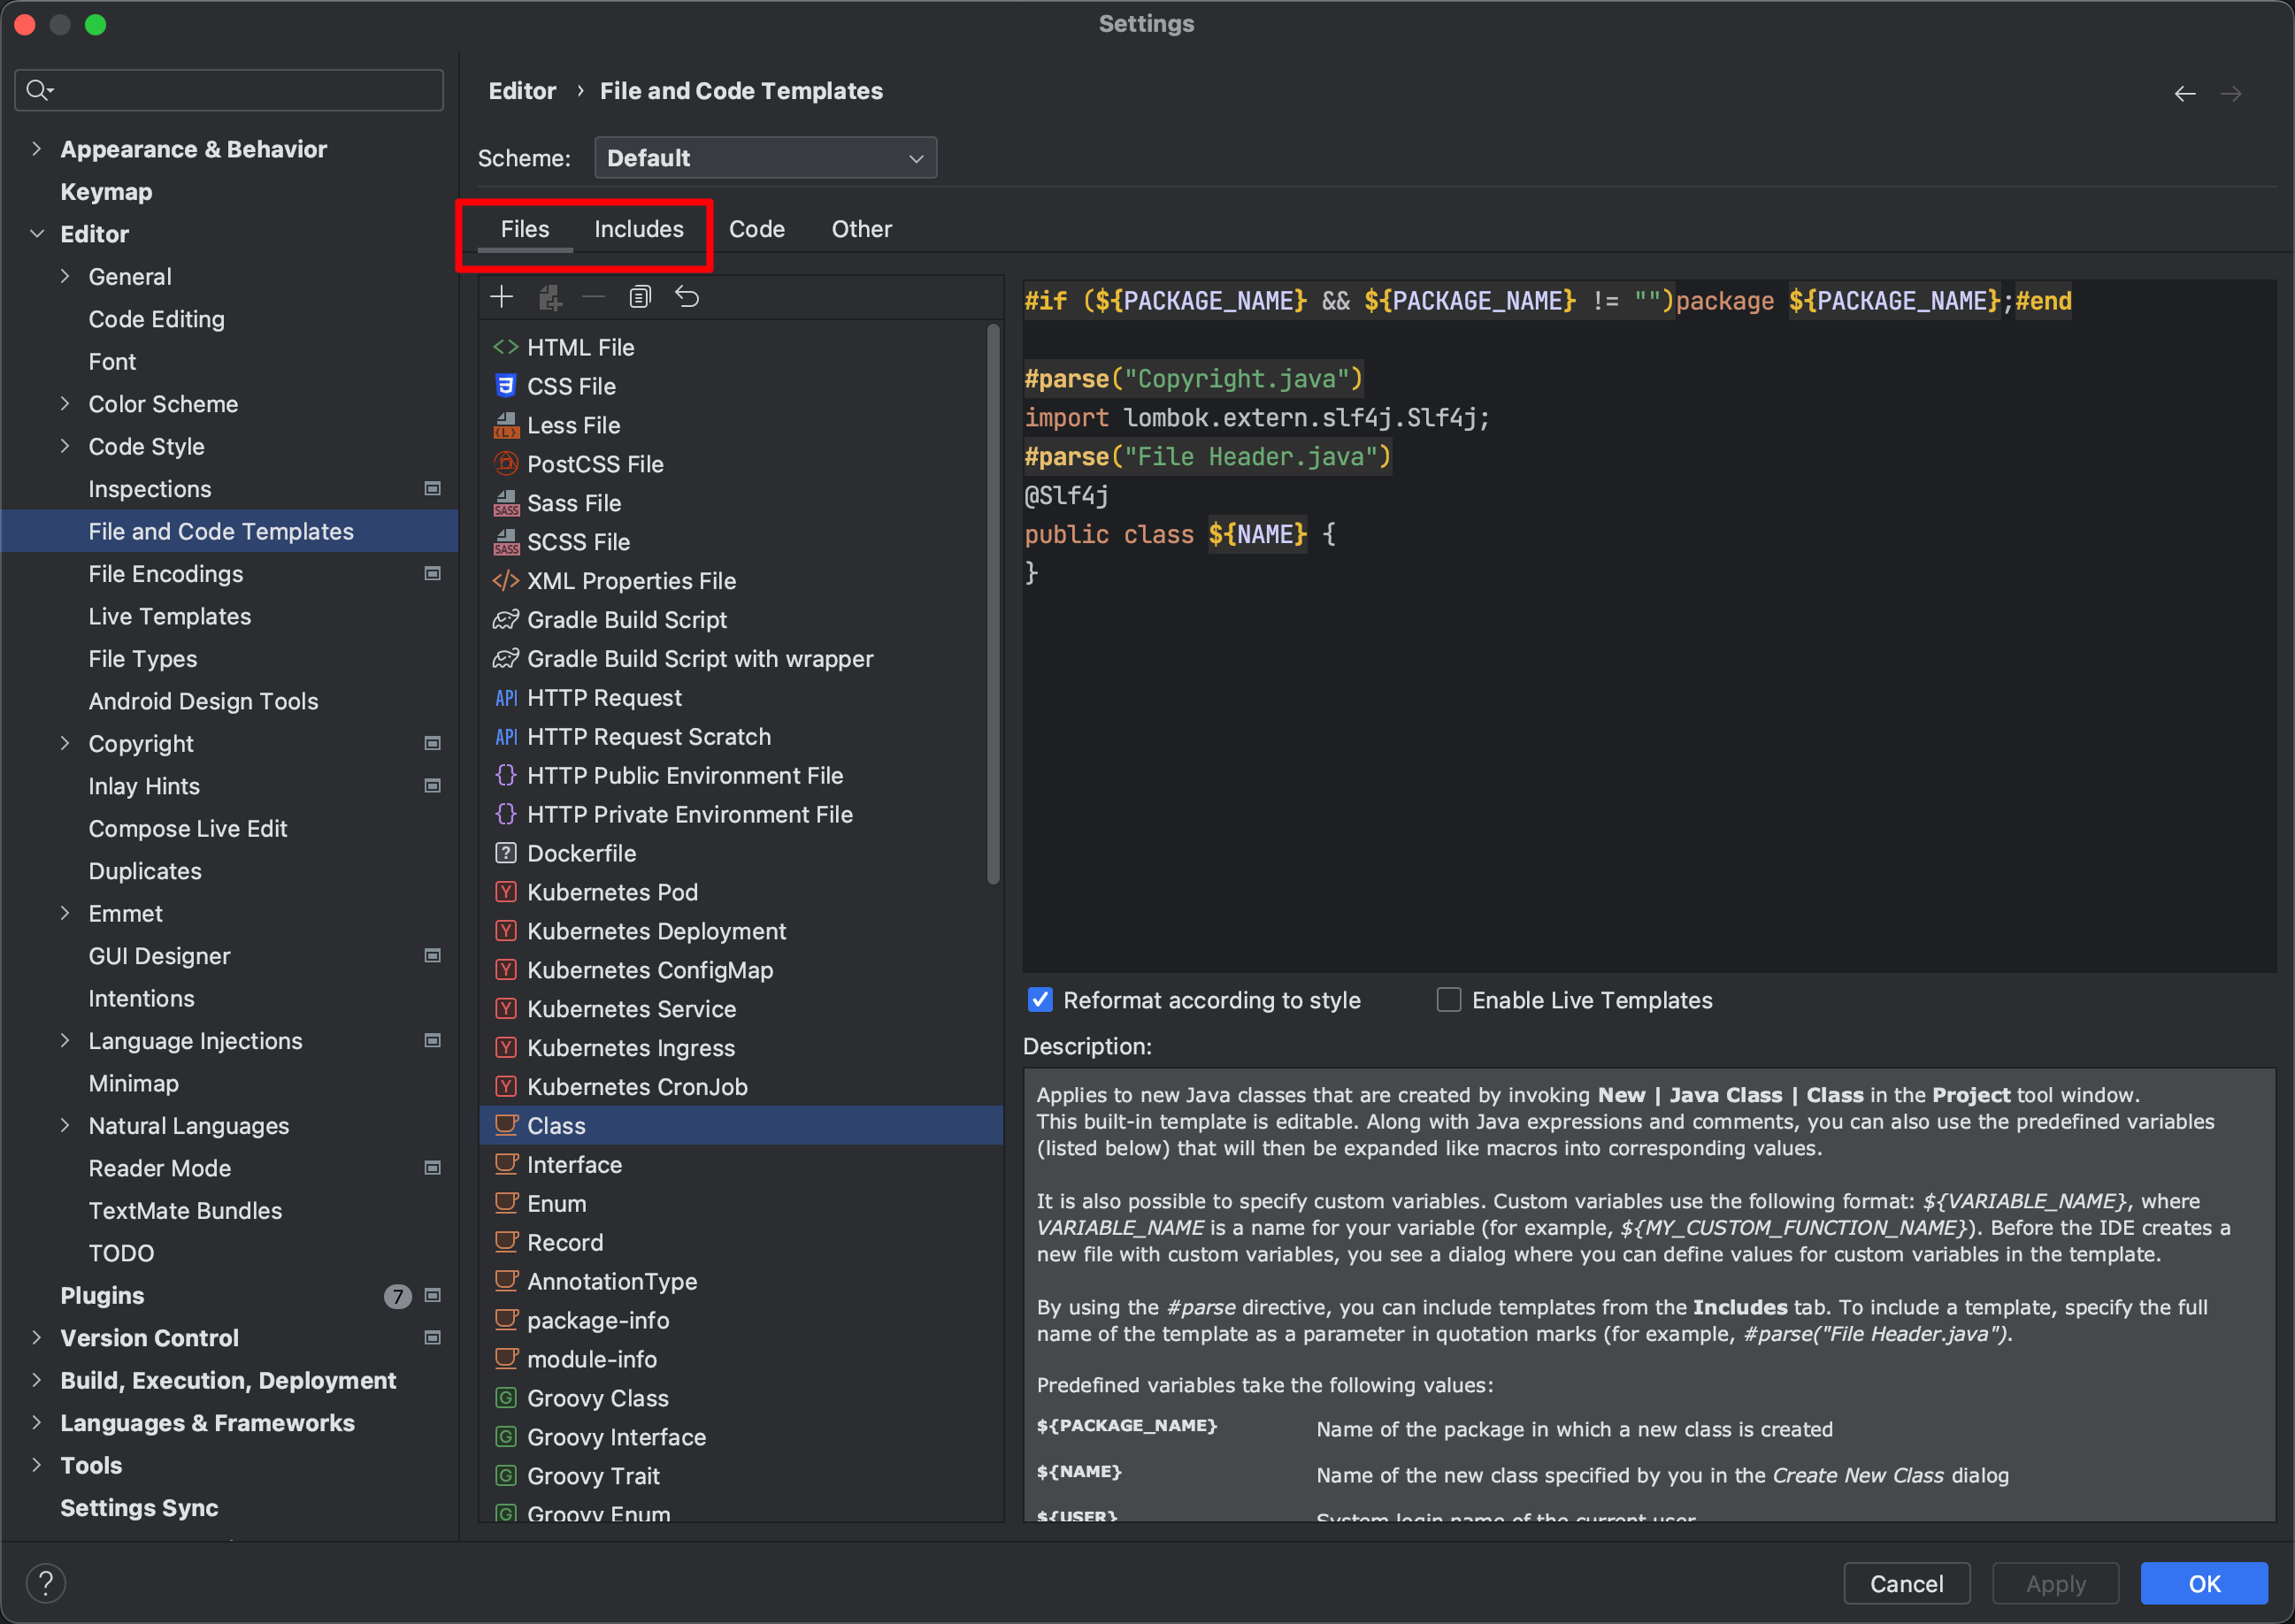 Settings
Appearance & Behavior
Keymap
Editor
General
Code Editing
Font
Color Scheme
Code Style
Inspections
File and Code Templates
File Encodings
Live Templates
File Types
Android Design Tools
Copyright
Inlay Hints
Compose Live Edit
Duplicates
Emmet
GUI Designer
Intentions
Language Injections
Minimap
Natural Languages
Reader Mode
TextMate Bundles
TODO
Plugins 7
Version Control
Build, Execution, Deployment
Languages & Frameworks
Tools
Settings Sync
Editor › File and Code Templates
Scheme: Default
Files Includes Code Other
HTML File
CSS File
Less File
PostCSS File
Sass File
SCSS File
XML Properties File
Gradle Build Script
Gradle Build Script with wrapper
API HTTP Request
API HTTP Request Scratch
HTTP Public Environment File
HTTP Private Environment File
Dockerfile
Kubernetes Pod
Kubernetes Deployment
Kubernetes ConfigMap
Kubernetes Service
Kubernetes Ingress
Kubernetes CronJob
Class
Interface
Enum
Record
AnnotationType
package-info
module-info
Groovy Class
Groovy Interface
Groovy Trait
Groovy Enum
#if (${PACKAGE_NAME} && ${PACKAGE_NAME} != "")package ${PACKAGE_NAME};#end
#parse("Copyright.java")
import lombok.extern.slf4j.Slf4j;
#parse("File Header.java")
@Slf4j
public class ${NAME} {
}
Reformat according to style Enable Live Templates
Description:
Applies to new Java classes that are created by invoking New | Java Class | Class in the Project tool window.
This built-in template is editable. Along with Java expressions and comments, you can also use the predefined variables
(listed below) that will then be expanded like macros into corresponding values.
It is also possible to specify custom variables. Custom variables use the following format: ${VARIABLE_NAME}, where
VARIABLE_NAME is a name for your variable (for example, ${MY_CUSTOM_FUNCTION_NAME}). Before the IDE creates a
new file with custom variables, you see a dialog where you can define values for custom variables in the template.
By using the #parse directive, you can include templates from the Includes tab. To include a template, specify the full
name of the template as a parameter in quotation marks (for example, #parse("File Header.java").
Predefined variables take the following values:
${PACKAGE_NAME} Name of the package in which a new class is created
${NAME} Name of the new class specified by you in the Create New Class dialog
${USER} System login name of the current user
? Cancel Apply OK